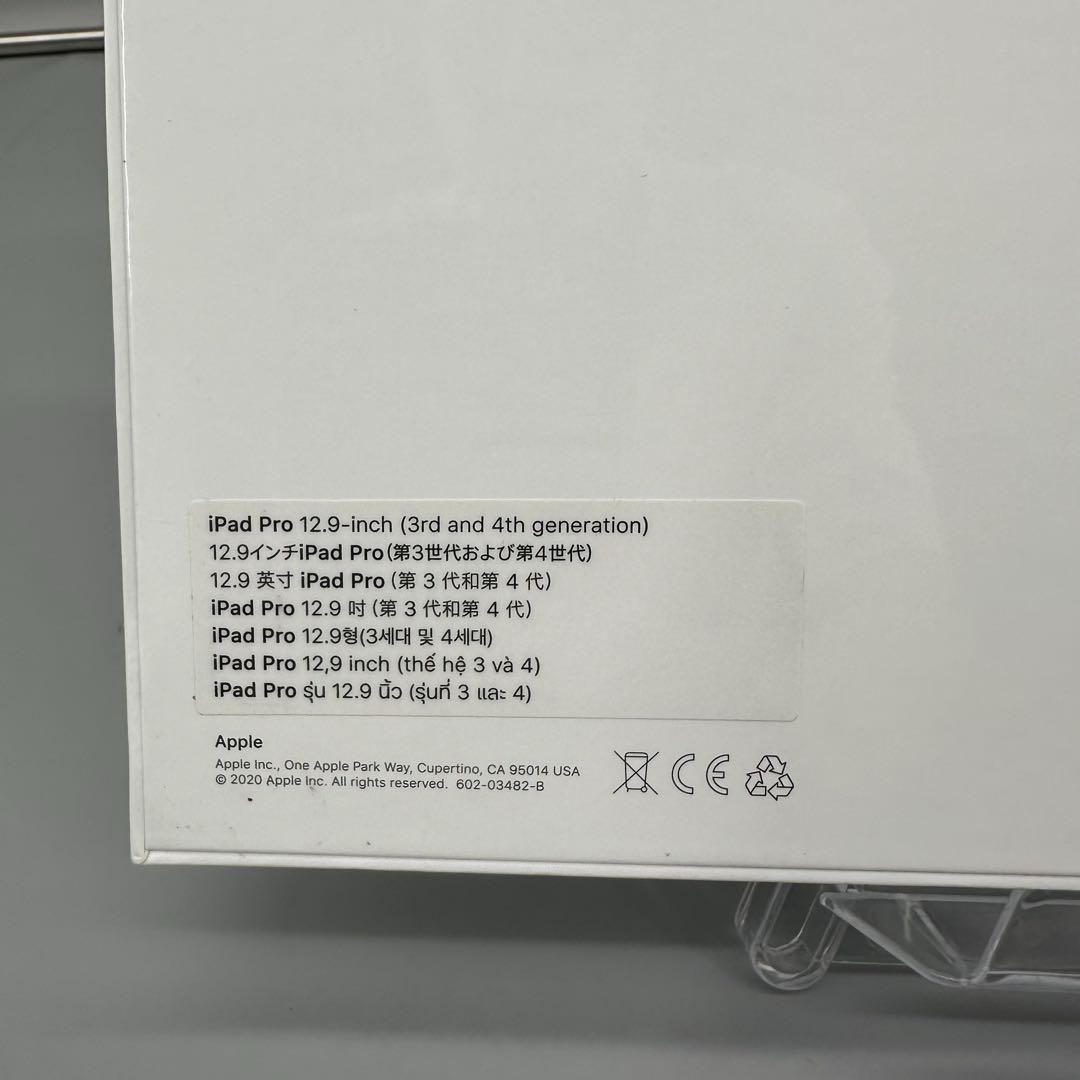 iPad Pro 12.9-inch (3rd and 4th generation)
12.9インチiPad Pro(第3世代および第4世代)
12.9 英寸 iPad Pro (第 3 代和第 4 代)
iPad Pro 12.9 吋 (第 3 代和第 4 代)
iPad Pro 12.9형(3세대 및 4세대)
iPad Pro 12,9 inch (thế hệ 3 và 4)
iPad Pro รุ่น 12.9 นิ้ว (รุ่นที่ 3 และ 4)
Apple
Apple Inc., One Apple Park Way, Cupertino, CA 95014 USA
© 2020 Apple Inc. All rights reserved. 602-03482-B
CE